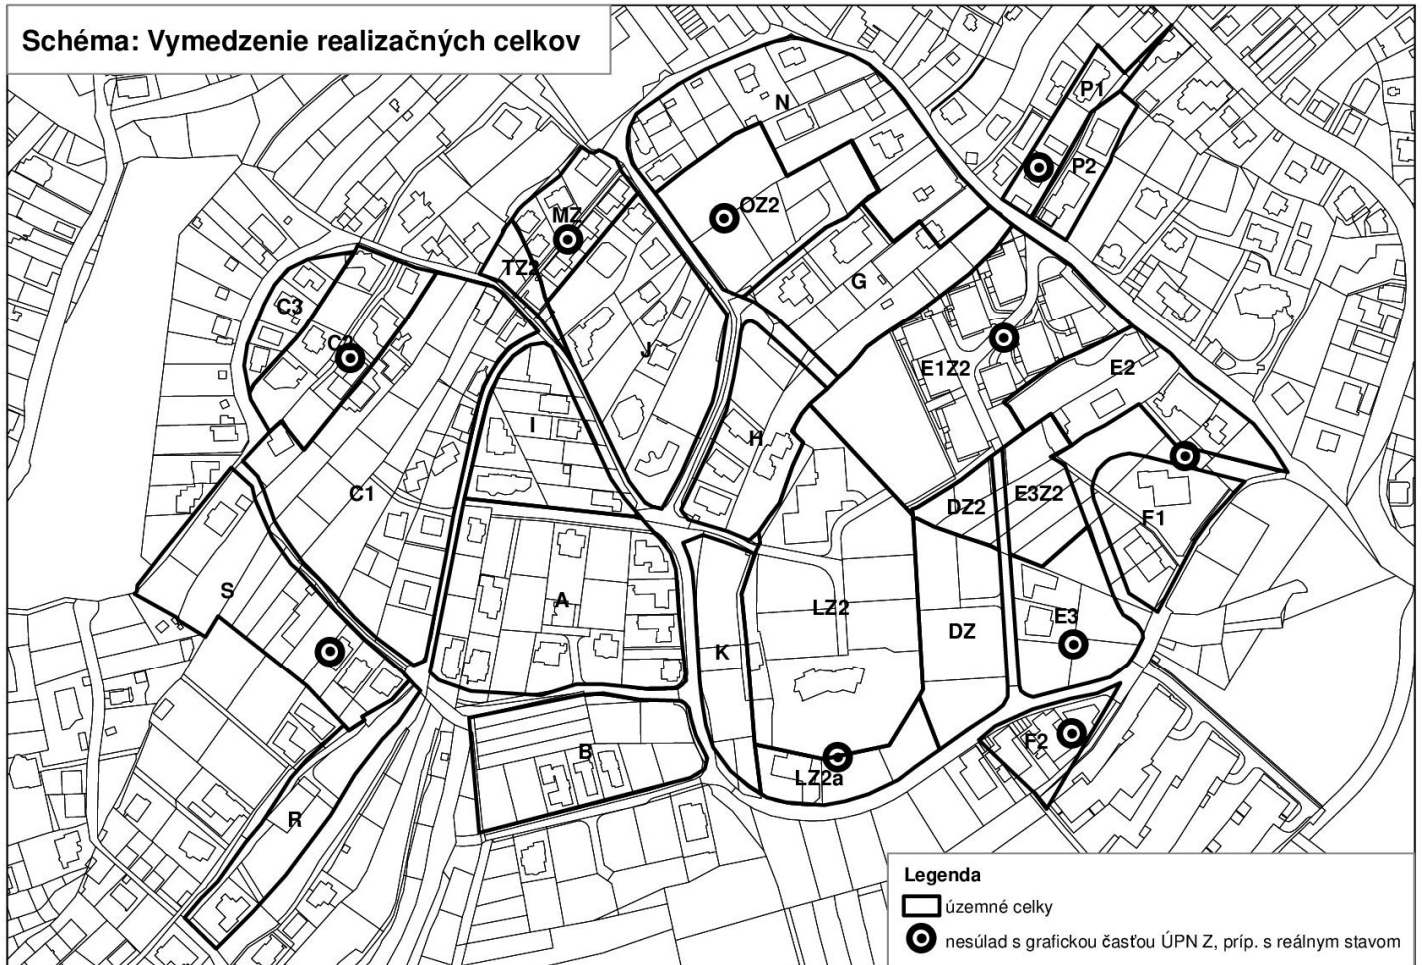 Schéma: Vymedzenie realizačných celkov
N
P1
P2
OZ2
MZ
TZ2
G
C3
C2
J
E1Z2
E2
I
H
C1
DZ2
E3Z2
F1
S
A
LZ2
E3
DZ
K
F2
B
LZ2a
R
Legenda
územné celky
nesúlad s grafickou časťou ÚPN Z, príp. s reálnym stavom